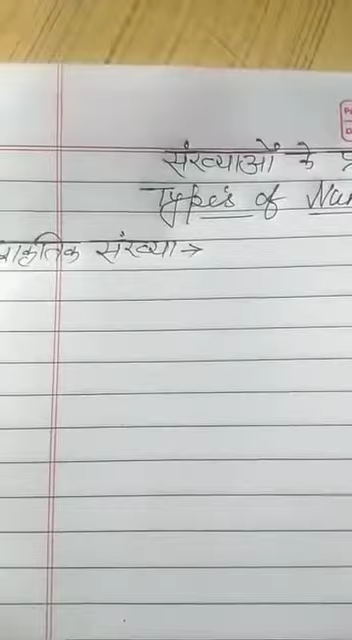 संख्याओं के
Types of
प्राकृतिक संख्या →